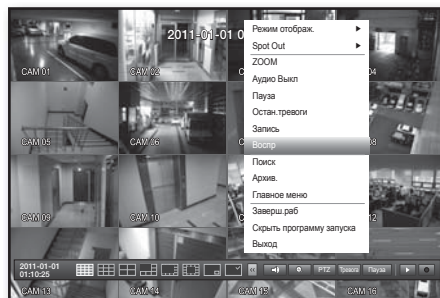 2011-01-01 0
CAM 01
CAM 02
04
CAM 05
CAM 06
08
CAM 09
CAM 10
12
CAM 13
CAM 14
CAM 15
CAM 16
Режим отображ.
Spot Out
ZOOM
Аудио Выкл
Пауза
Остан.тревоги
Запись
Воспр
Поиск
Архив.
Главное меню
Заверш.раб
Скрыть программу запуска
Выход
2011-01-01
01:10:25
PTZ
Тревога
Пауза